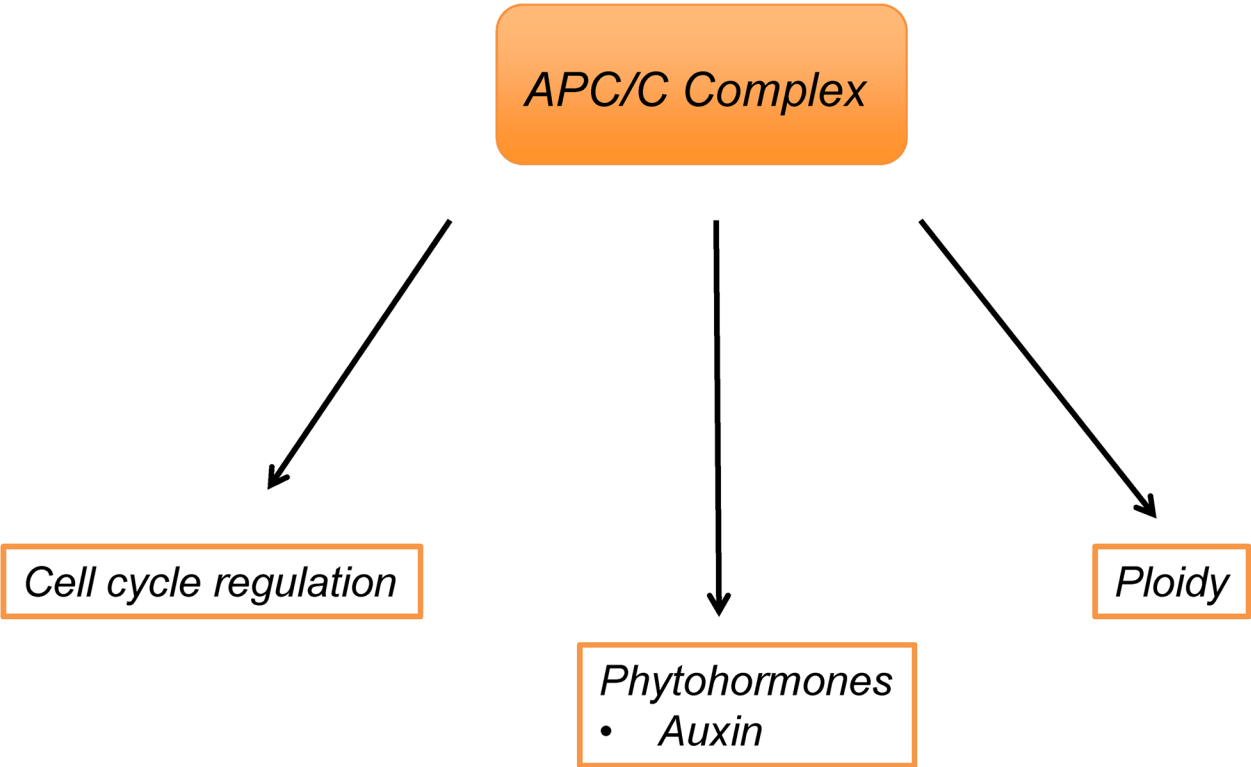 APC/C Complex
Cell cycle regulation
Ploidy
Phytohormones
• Auxin